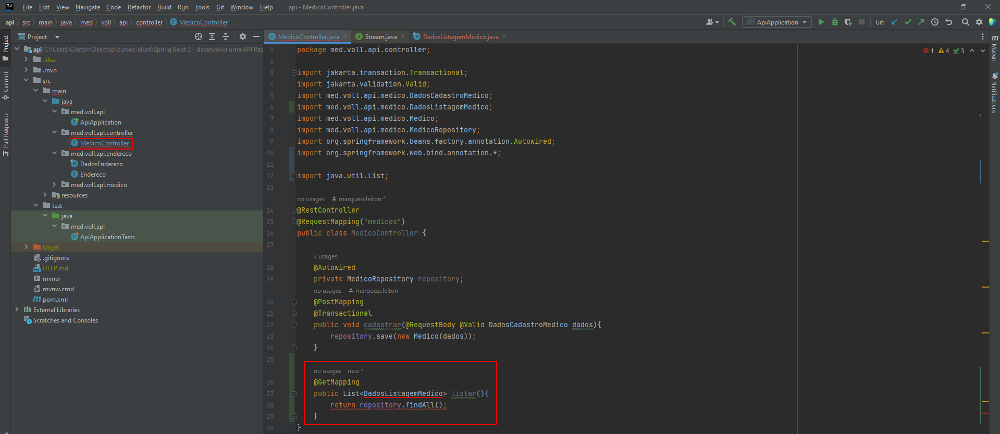 File Edit View Navigate Code Refactor Build Run Tools Git Window Help api - MedicoController.java
api src main java med voll api controller MedicoController ApiApplication Git:
Project
MedicoController.java Stream.java DadosListagemMedico.java
Project
Commit
Pull Requests
api C:\Users\Cleiton\Desktop\cursos-alura\Spring Boot 3 - desenvolva uma API Res
.idea
.mvn
src
main
java
med.voll.api
ApiApplication
med.voll.api.controller
MedicoController
med.voll.api.endereco
DadosEndereco
Endereco
med.voll.api.medico
resources
test
java
med.voll.api
ApiApplicationTests
target
.gitignore
HELP.md
mvnw
mvnw.cmd
pom.xml
External Libraries
Scratches and Consoles
1 package med.voll.api.controller;
2
3 import jakarta.transaction.Transactional;
4 import jakarta.validation.Valid;
5 import med.voll.api.medico.DadosCadastroMedico;
6 import med.voll.api.medico.DadosListagemMedico;
7 import med.voll.api.medico.Medico;
8 import med.voll.api.medico.MedicoRepository;
9 import org.springframework.beans.factory.annotation.Autowired;
10 import org.springframework.web.bind.annotation.*;
11
12 import java.util.List;
13
no usages marquescleiton *
14 @RestController
15 @RequestMapping("medicos")
16 public class MedicoController {
17
2 usages
18 @Autowired
19 private MedicoRepository repository;
no usages marquescleiton
20 @PostMapping
21 @Transactional
22 public void cadastrar(@RequestBody @Valid DadosCadastroMedico dados){
23 repository.save(new Medico(dados));
24 }
25
no usages new *
26 @GetMapping
27 public List<DadosListagemMedico> listar(){
28 return repository.findAll();
29 }
30 }
1 4 3
m
Maven
Notifications